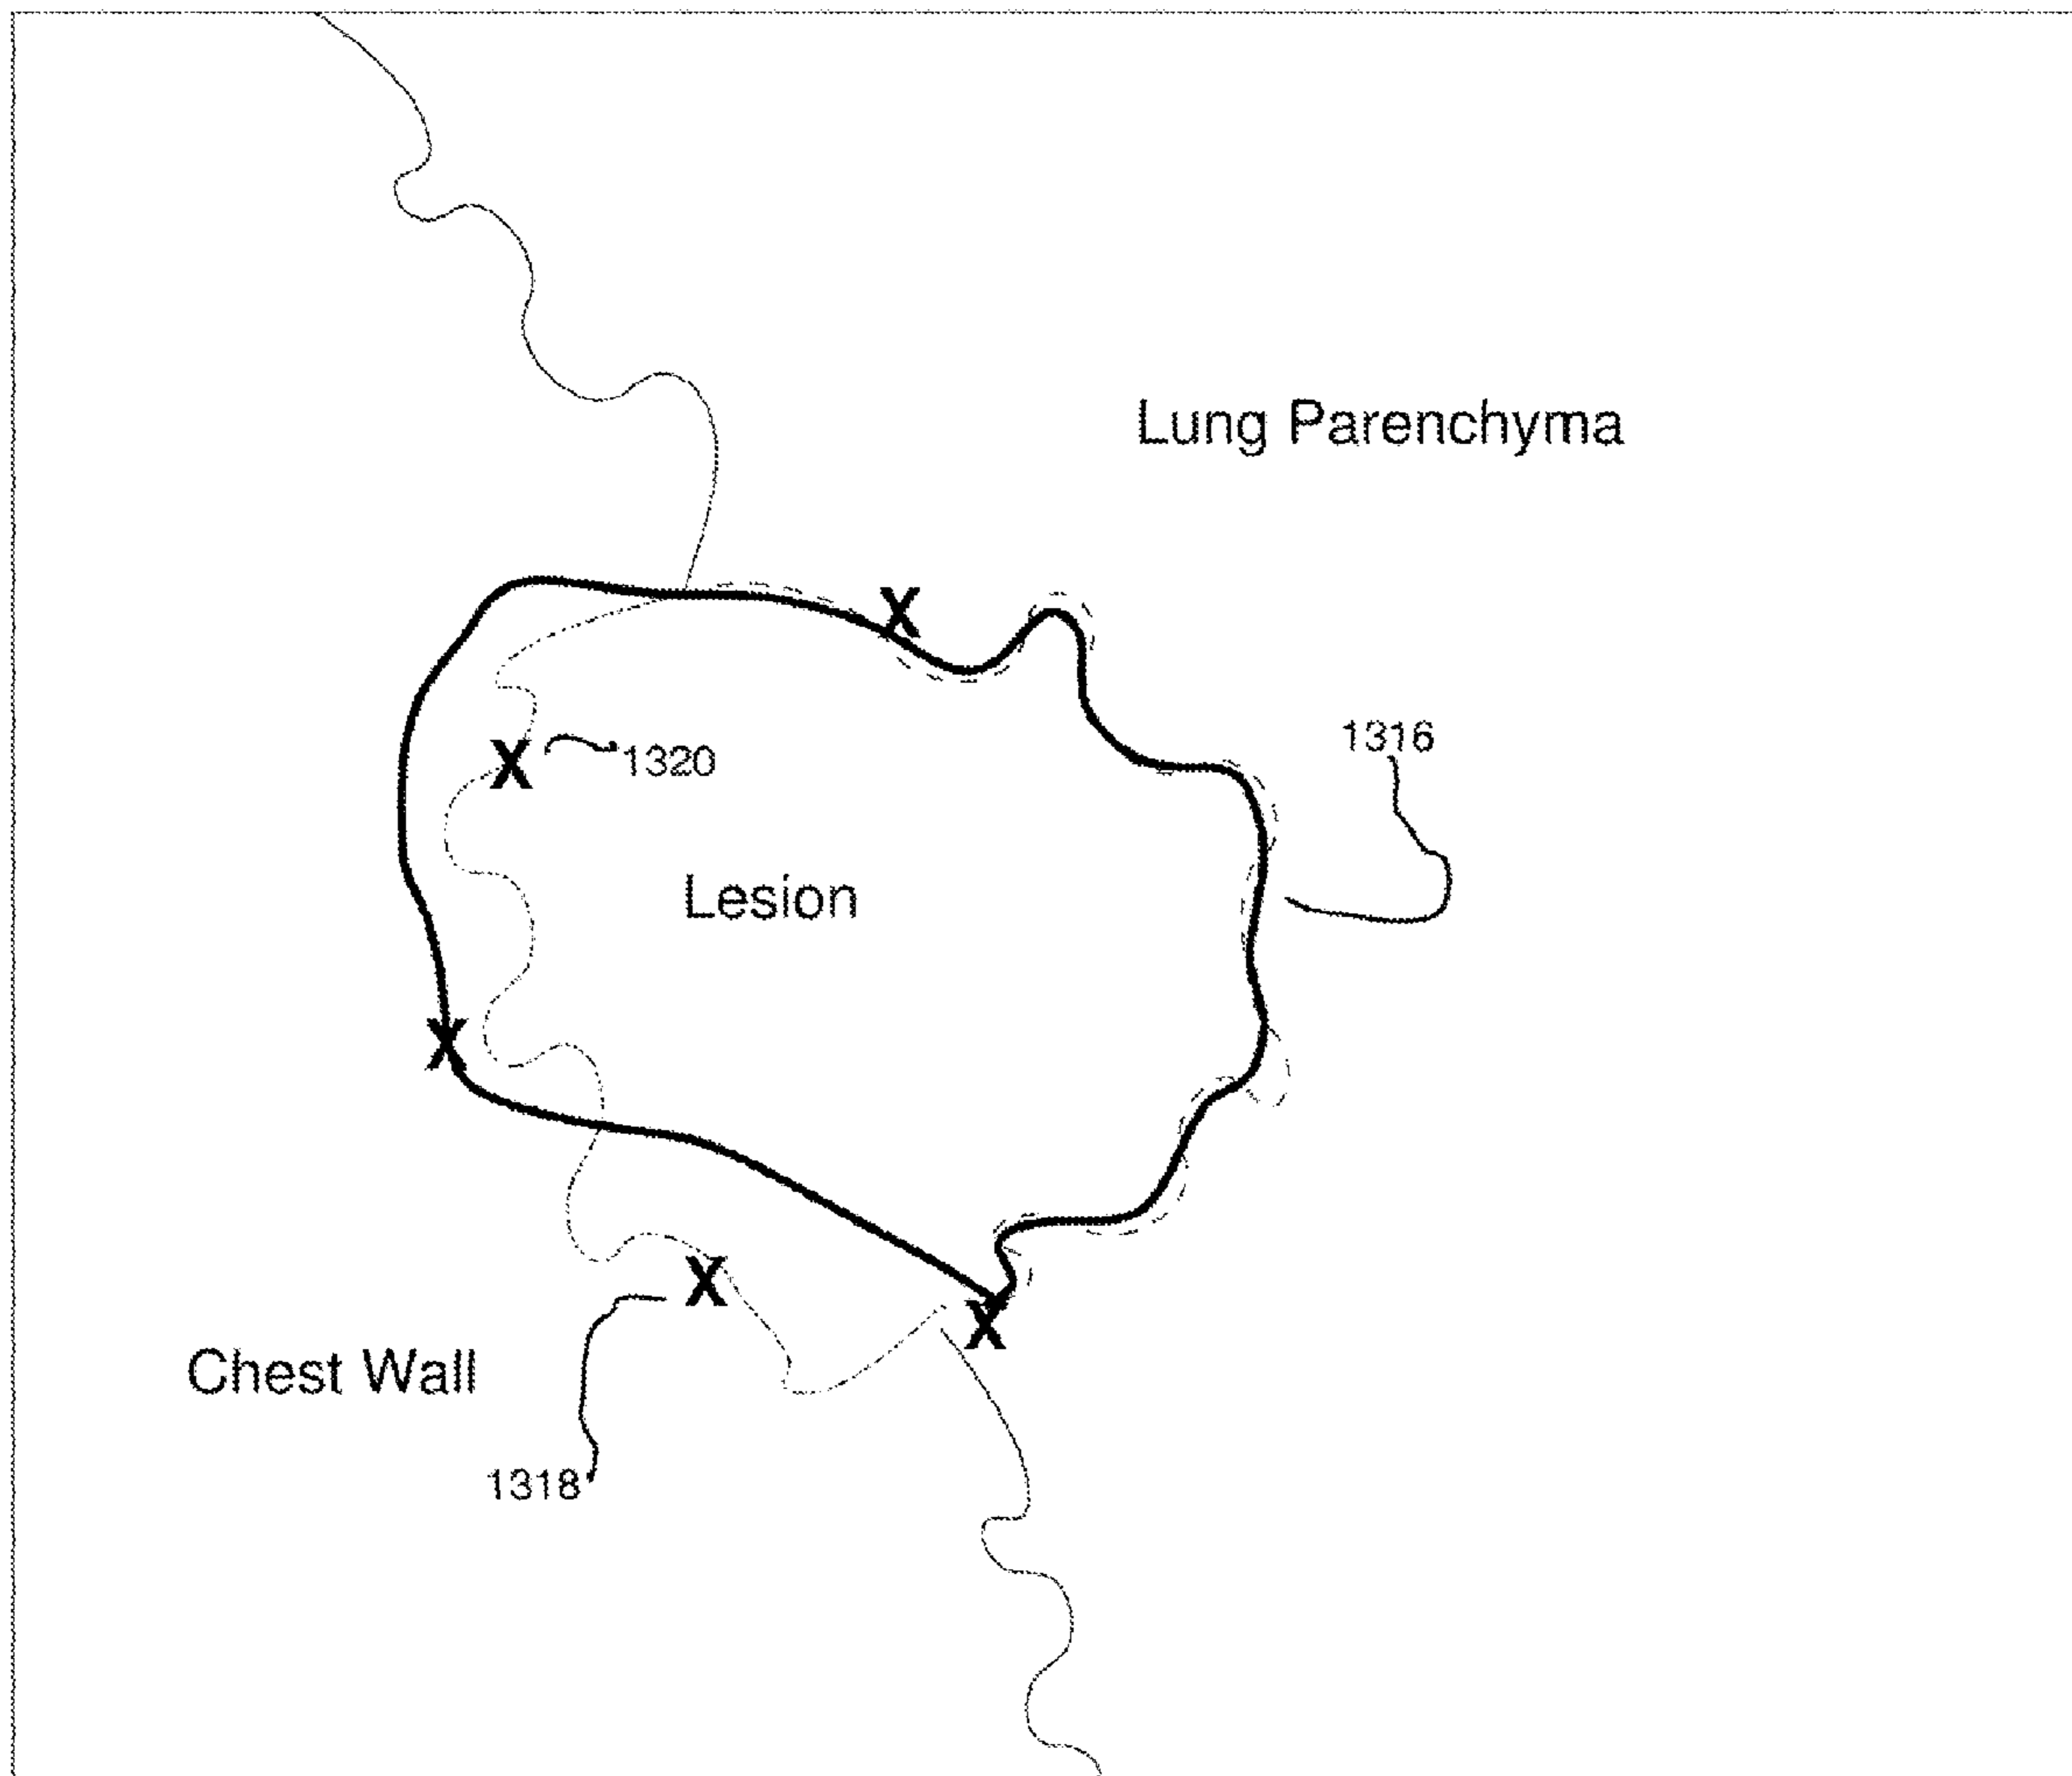 Lung Parenchyma
1316
X
X
1320
Lesion
X
X
Chest Wall
X
1318